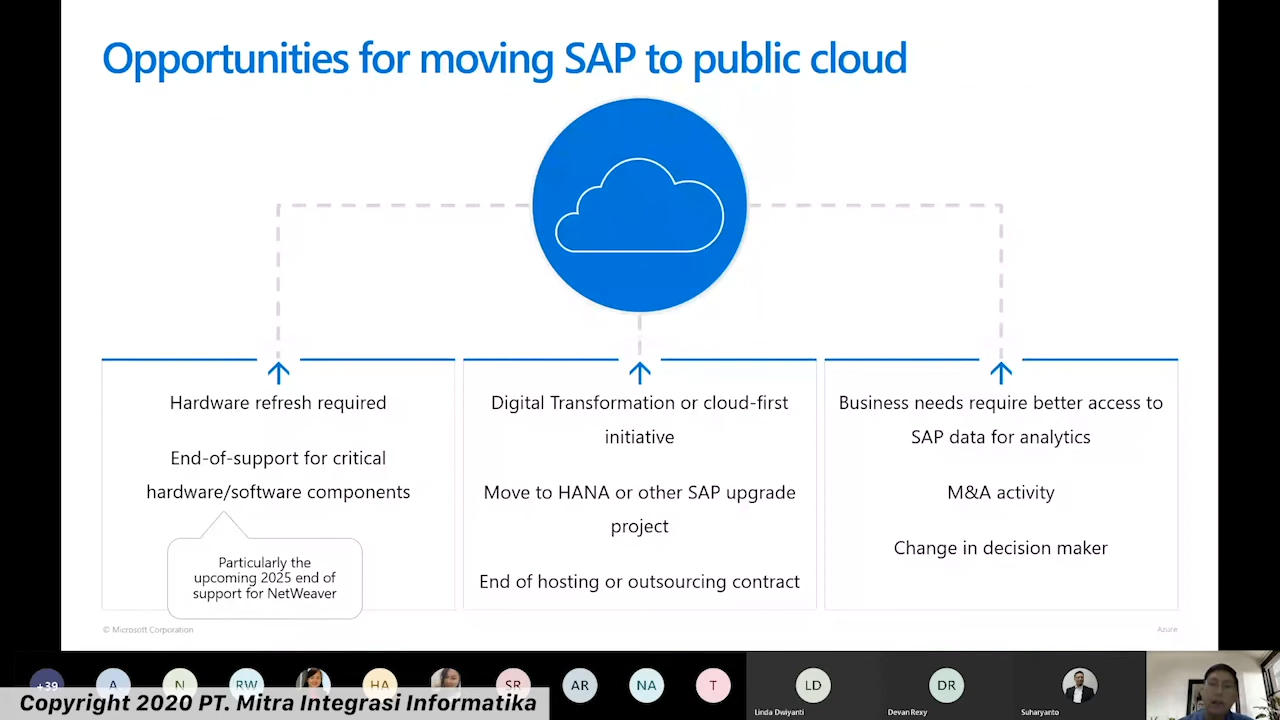 Opportunities for moving SAP to public cloud
Hardware refresh required
End-of-support for critical
hardware/software components
Particularly the
upcoming 2025 end of
support for NetWeaver
Digital Transformation or cloud-first
initiative
Move to HANA or other SAP upgrade
project
End of hosting or outsourcing contract
Business needs require better access to
SAP data for analytics
M&A activity
Change in decision maker
© Microsoft Corporation
Azure
+39
A
N
RW
HA
SR
AR
NA
T
LD
Linda Dwiyanti
DR
Devan Rexy
Suharyanto
Copyright 2020 PT. Mitra Integrasi Informatika